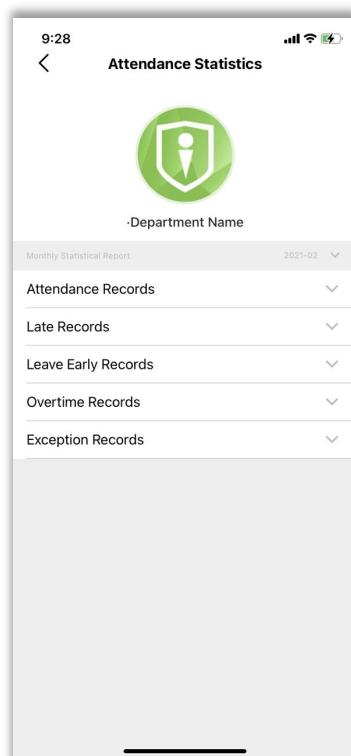 9:28
Attendance Statistics
·Department Name
Monthly Statistical Report 2021-02
Attendance Records
Late Records
Leave Early Records
Overtime Records
Exception Records